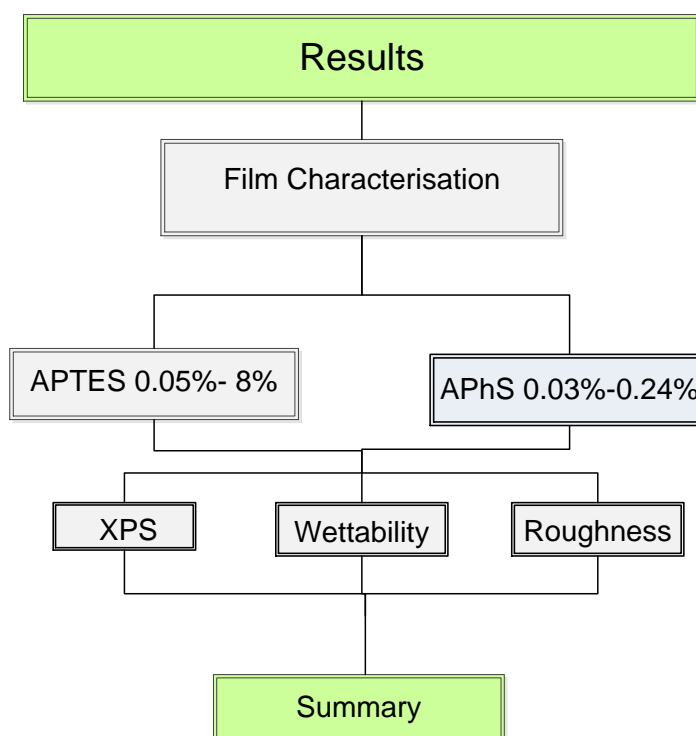 Results
Film Characterisation
APTES 0.05%- 8%
APhS 0.03%-0.24%
XPS
Wettability
Roughness
Summary